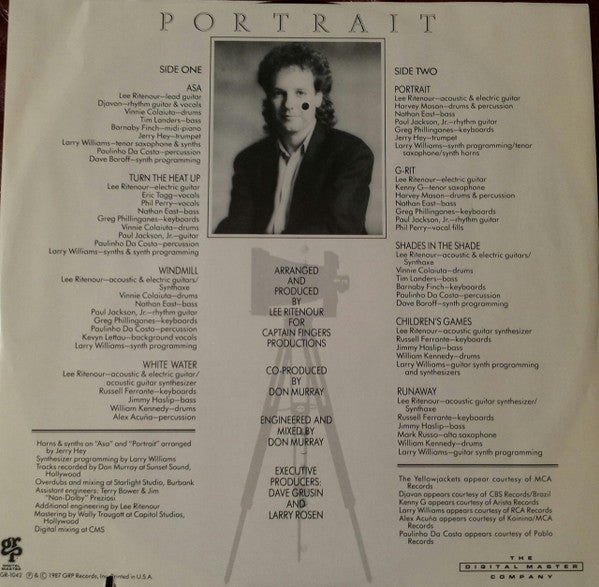 PORTRAIT
SIDE ONE
ASA
Lee Ritenour—lead guitar
Djavan—rhythm guitar & vocals
Vinnie Colaiuta—drums
Tim Landers—bass
Barnaby Finch—midi-piano
Jerry Hey—trumpet
Larry Williams—tenor saxophone & synths
Paulinho Da Costa—percussion
Dave Boroff—synth programming
TURN THE HEAT UP
Lee Ritenour—electric guitar
Eric Tagg—vocals
Phil Perry—vocals
Nathan East—bass
Greg Phillinganes—keyboards
Vinnie Colaiuta—drums
Paul Jackson, Jr.—guitar
Paulinho Da Costa—percussion
Larry Williams—synths & synth programming
WINDMILL
Lee Ritenour—acoustic & electric guitars/
Synthaxe
Vinnie Colaiuta—drums
Nathan East—bass
Paul Jackson, Jr.—rhythm guitar
Greg Phillinganes—keyboards
Paulinho Da Costa—percussion
Kevyn Lettau—background vocals
Larry Williams—synth programming
WHITE WATER
Lee Ritenour—acoustic & electric guitar/
acoustic guitar synthesizer
Russell Ferrante—keyboards
Jimmy Haslip—bass
William Kennedy—drums
Alex Acuña—percussion
Horns & synths on "Asa" and "Portrait" arranged
by Jerry Hey
Synthesizer programming by Larry Williams
Tracks recorded by Don Murray at Sunset Sound,
Hollywood
Overdubs and mixing at Starlight Studio, Burbank
Assistant engineers: Terry Bower & Jim
"Non-Dolby" Preziosi
Additional engineering by Lee Ritenour
Mastering by Wally Traugott at Capitol Studios,
Hollywood
Digital mixing at CMS
grp
DIGITAL MASTER
GR-1042 ℗ & © 1987 GRP Records, Inc. Printed in U.S.A.
ARRANGED
AND
PRODUCED
BY
LEE RITENOUR
FOR
CAPTAIN FINGERS
PRODUCTIONS
CO-PRODUCED
BY
DON MURRAY
ENGINEERED AND
MIXED BY
DON MURRAY
EXECUTIVE
PRODUCERS:
DAVE GRUSIN
AND
LARRY ROSEN
SIDE TWO
PORTRAIT
Lee Ritenour—acoustic & electric guitar
Harvey Mason—drums & percussion
Nathan East—bass
Paul Jackson, Jr.—rhythm guitar
Greg Phillinganes—keyboards
Jerry Hey—trumpet
Larry Williams—synth programming/tenor
saxophone/synth horns
G-RIT
Lee Ritenour—electric guitar
Kenny G—tenor saxophone
Harvey Mason—drums & percussion
Nathan East—bass
Greg Phillinganes—keyboards
Paul Jackson, Jr.—rhythm guitar
Phil Perry—vocal fills
SHADES IN THE SHADE
Lee Ritenour—acoustic & electric guitars/
Synthaxe
Vinnie Colaiuta—drums
Tim Landers—bass
Barnaby Finch—keyboards
Paulinho Da Costa—percussion
Dave Boroff—synth programming
CHILDREN'S GAMES
Lee Ritenour—acoustic guitar synthesizer
Russell Ferrante—keyboards
Jimmy Haslip—bass
William Kennedy—drums
Larry Williams—guitar synth programming
and synthesizers
RUNAWAY
Lee Ritenour—acoustic guitar synthesizer/
Synthaxe
Russell Ferrante—keyboards
Jimmy Haslip—bass
Mark Russo—alto saxophone
William Kennedy—drums
Larry Williams—guitar synth programming
The Yellowjackets appear courtesy of MCA
Records
Djavan appears courtesy of CBS Records/Brazil
Kenny G appears courtesy of Arista Records
Larry Williams appears courtesy of RCA Records
Alex Acuña appears courtesy of Koinina/MCA
Records
Paulinho Da Costa appears courtesy of Pablo
Records
THE
DIGITAL MASTER
COMPANY